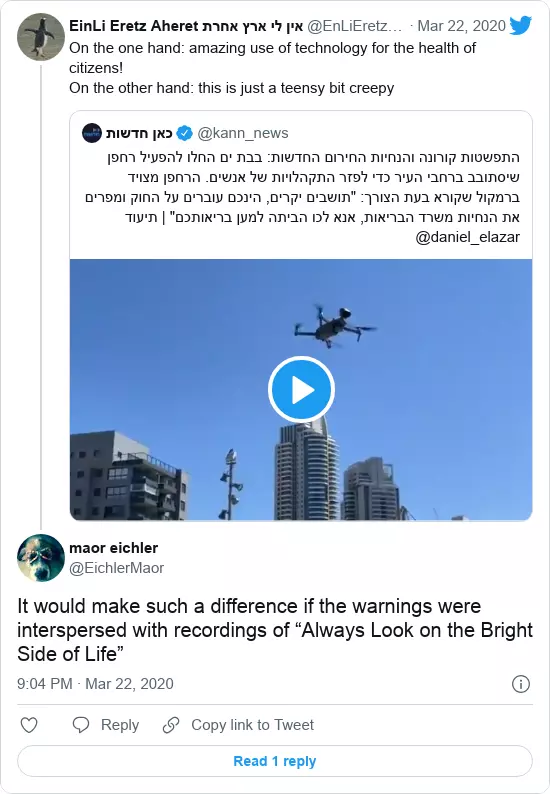 EinLi Eretz Aheret אין לי ארץ אחרת @EnLiEretz… · Mar 22, 2020
On the one hand: amazing use of technology for the health of
citizens!
On the other hand: this is just a teensy bit creepy
כאן חדשות @kann_news
התפשטות קורונה והנחיות החירום החדשות: בבת ים החלו להפעיל רחפן
שיסתובב ברחבי העיר כדי לפזר התקהלויות של אנשים. הרחפן מצויד
ברמקול שקורא בעת הצורך: "תושבים יקרים, הינכם עוברים על החוק ומפרים
את הנחיות משרד הבריאות, אנא לכו הביתה למען בריאותכם" | תיעוד
@daniel_elazar
maor eichler
@EichlerMaor
It would make such a difference if the warnings were
interspersed with recordings of “Always Look on the Bright
Side of Life”
9:04 PM · Mar 22, 2020
Reply
Copy link to Tweet
Read 1 reply